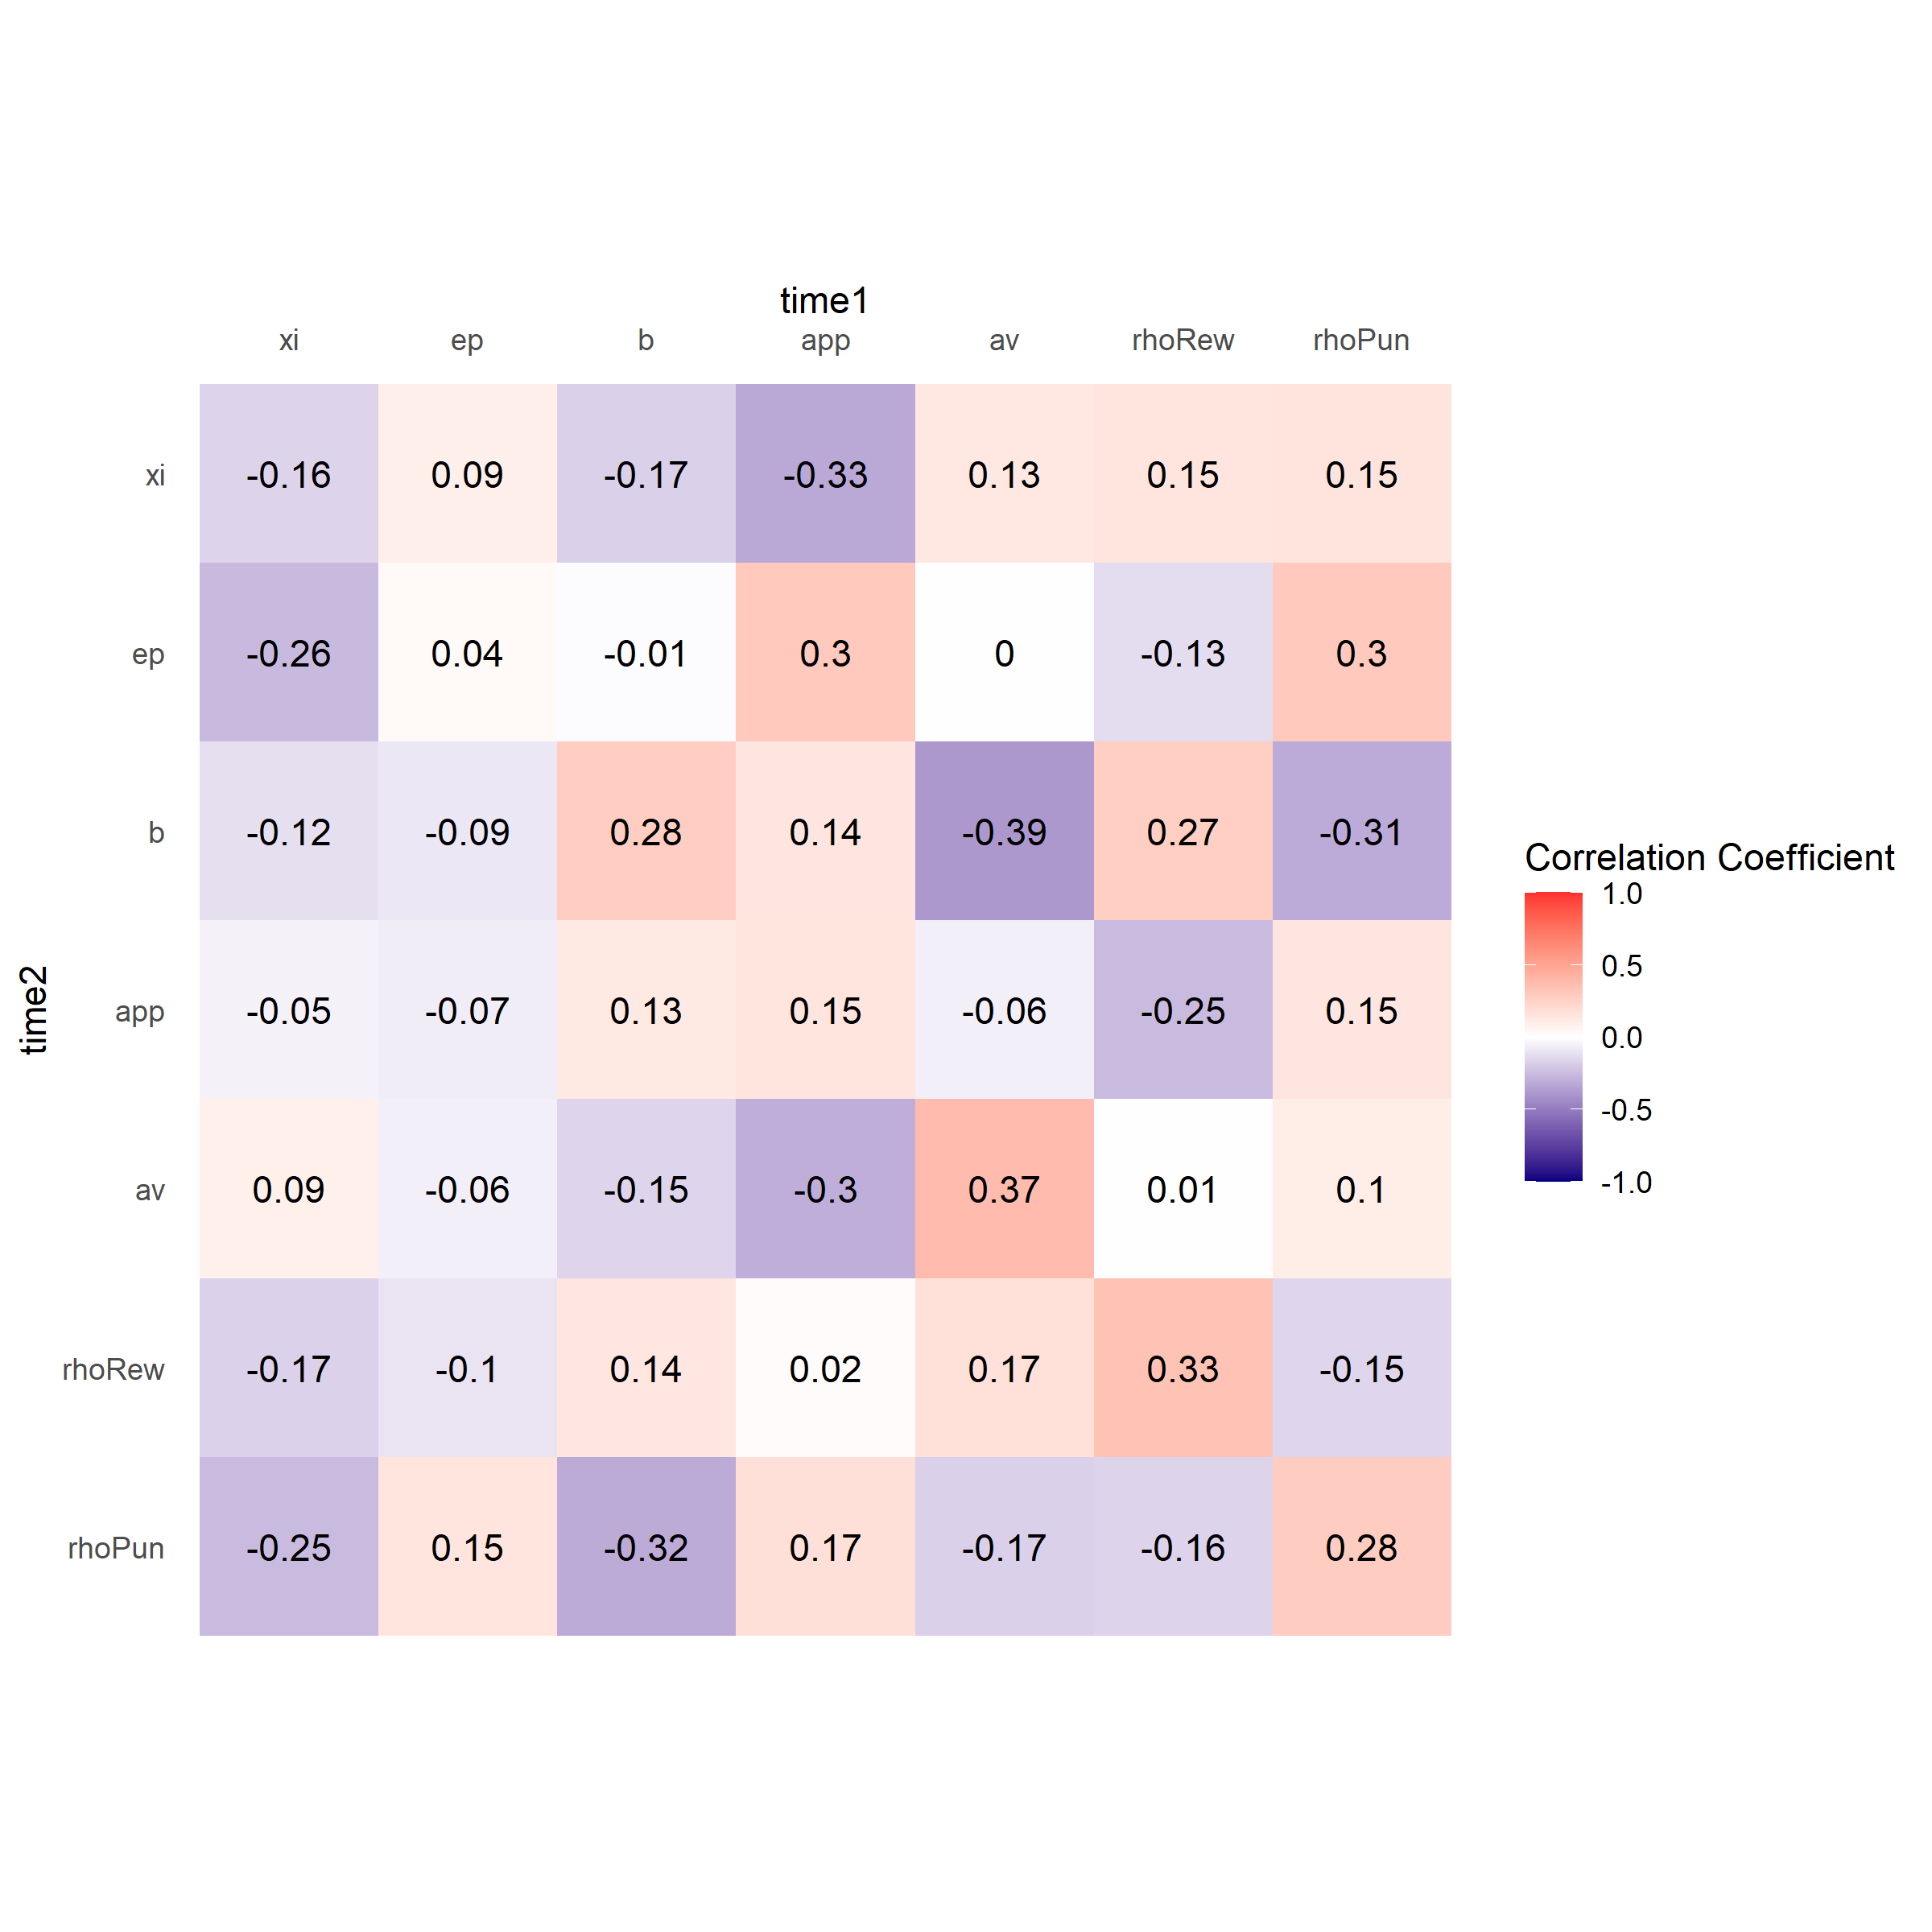 time1
xi ep b app av rhoRew rhoPun
xi -0.16 0.09 -0.17 -0.33 0.13 0.15 0.15
ep -0.26 0.04 -0.01 0.3 0 -0.13 0.3
b -0.12 -0.09 0.28 0.14 -0.39 0.27 -0.31
app -0.05 -0.07 0.13 0.15 -0.06 -0.25 0.15
av 0.09 -0.06 -0.15 -0.3 0.37 0.01 0.1
rhoRew -0.17 -0.1 0.14 0.02 0.17 0.33 -0.15
rhoPun -0.25 0.15 -0.32 0.17 -0.17 -0.16 0.28
time2
Correlation Coefficient
1.0
0.5
0.0
-0.5
-1.0